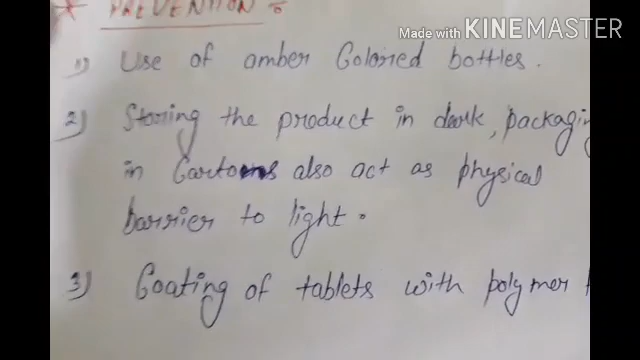 * PREVENTION :
Made with KINEMASTER
1) Use of amber Colored bottles.
2) Storing the product in dark, packaging
in Cartons also act as physical
barrier to light.
3) Coating of tablets with polymer